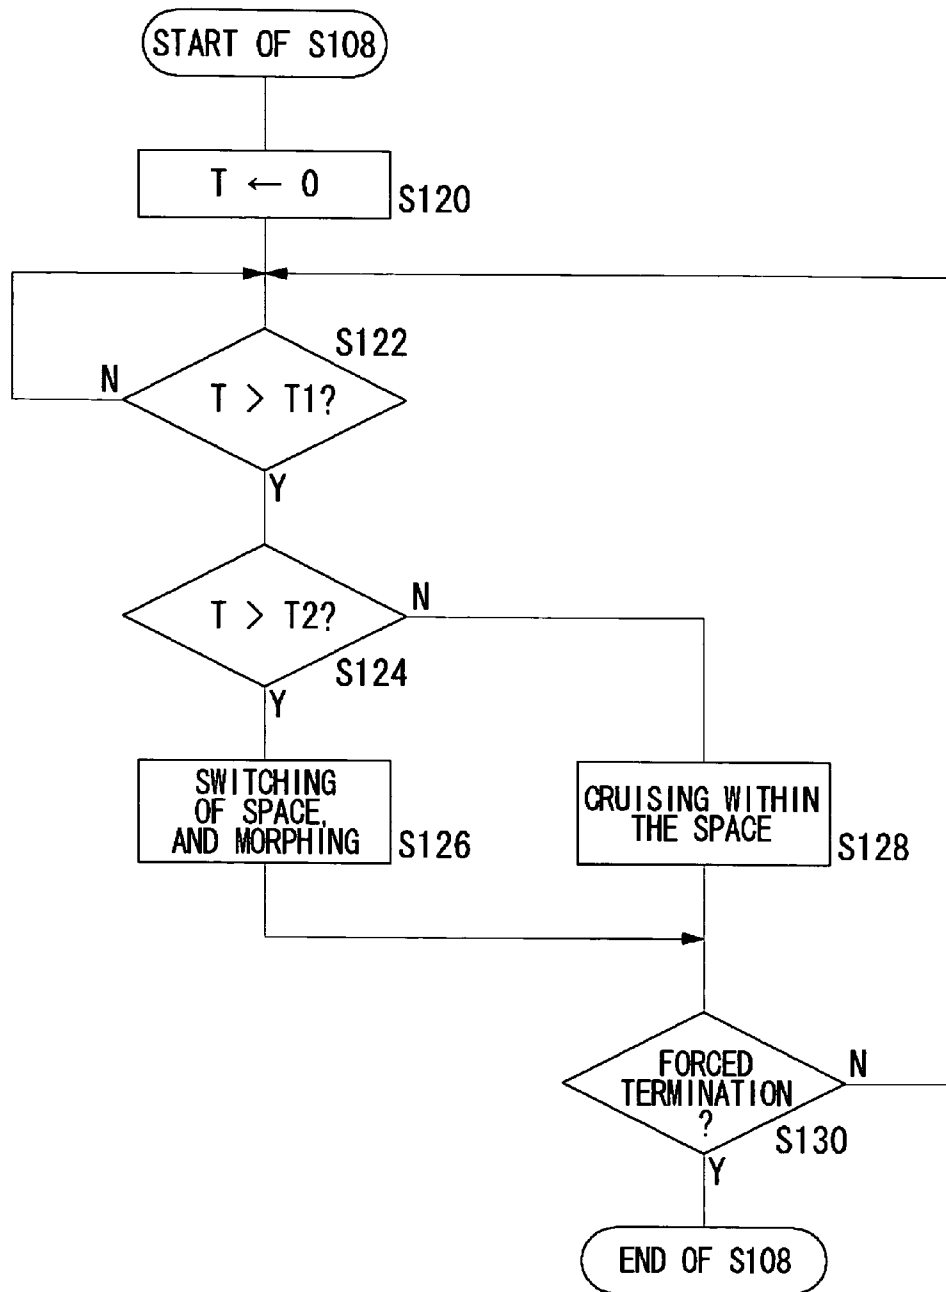 START OF S108
T ← 0
S120
S122
N
T > T1?
Y
T > T2?
N
S124
Y
SWITCHING
OF SPACE,
AND MORPHING
S126
CRUISING WITHIN
THE SPACE
S128
FORCED
TERMINATION
?
N
S130
Y
END OF S108